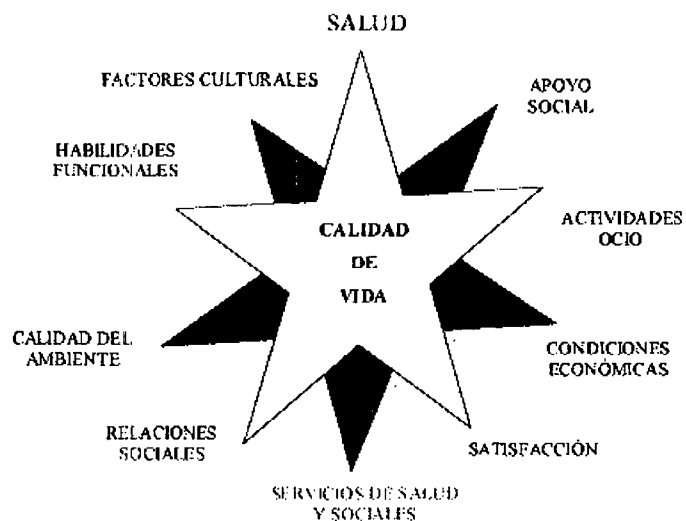 SALUD
FACTORES CULTURALES
APOYO
SOCIAL
HABILIDADES
FUNCIONALES
ACTIVIDADES
OCIO
CALIDAD
DE
VIDA
CALIDAD DEL
AMBIENTE
CONDICIONES
ECONÓMICAS
RELACIONES
SOCIALES
SATISFACCIÓN
SERVICIOS DE SALUD
Y SOCIALES